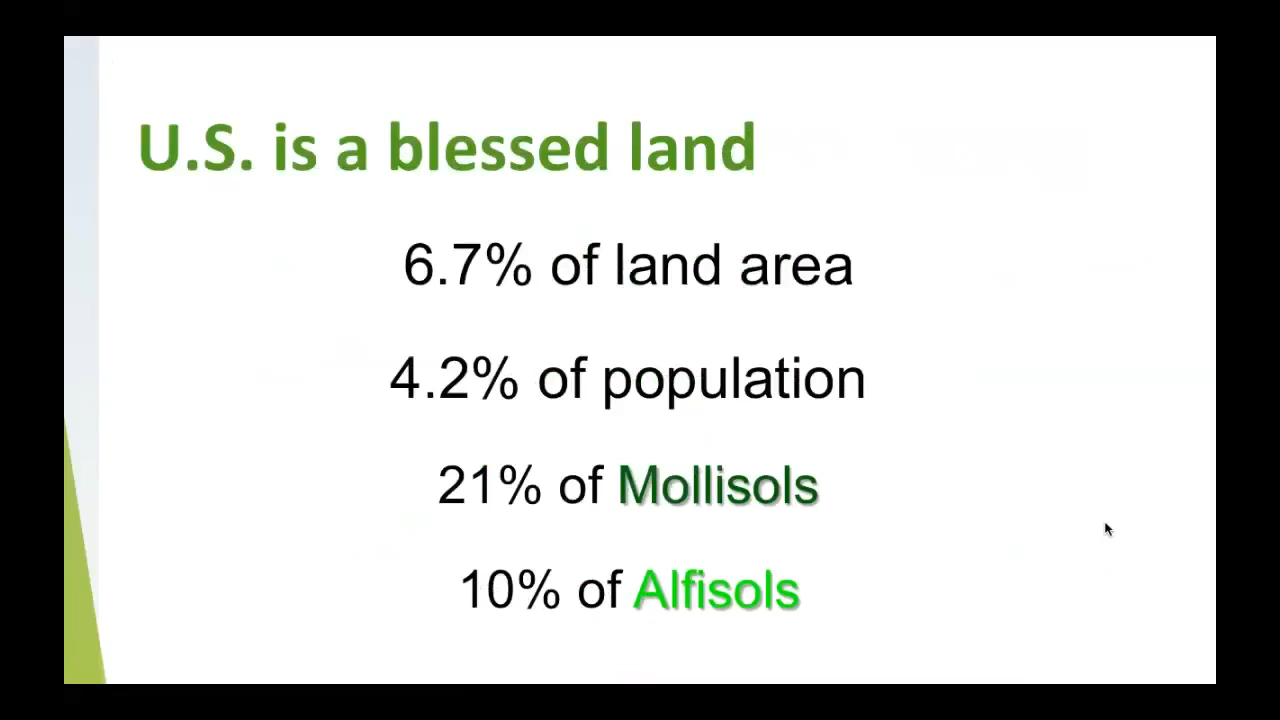 U.S. is a blessed land
6.7% of land area
4.2% of population
21% of Mollisols
10% of Alfisols